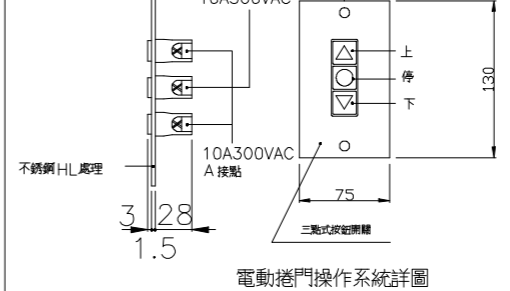 10A300VAC
上
停
下
130
10A300VAC
A 接點
不銹鋼HL處理
75
3
28
1.5
三點式按鈕開關
電動捲門操作系統詳圖